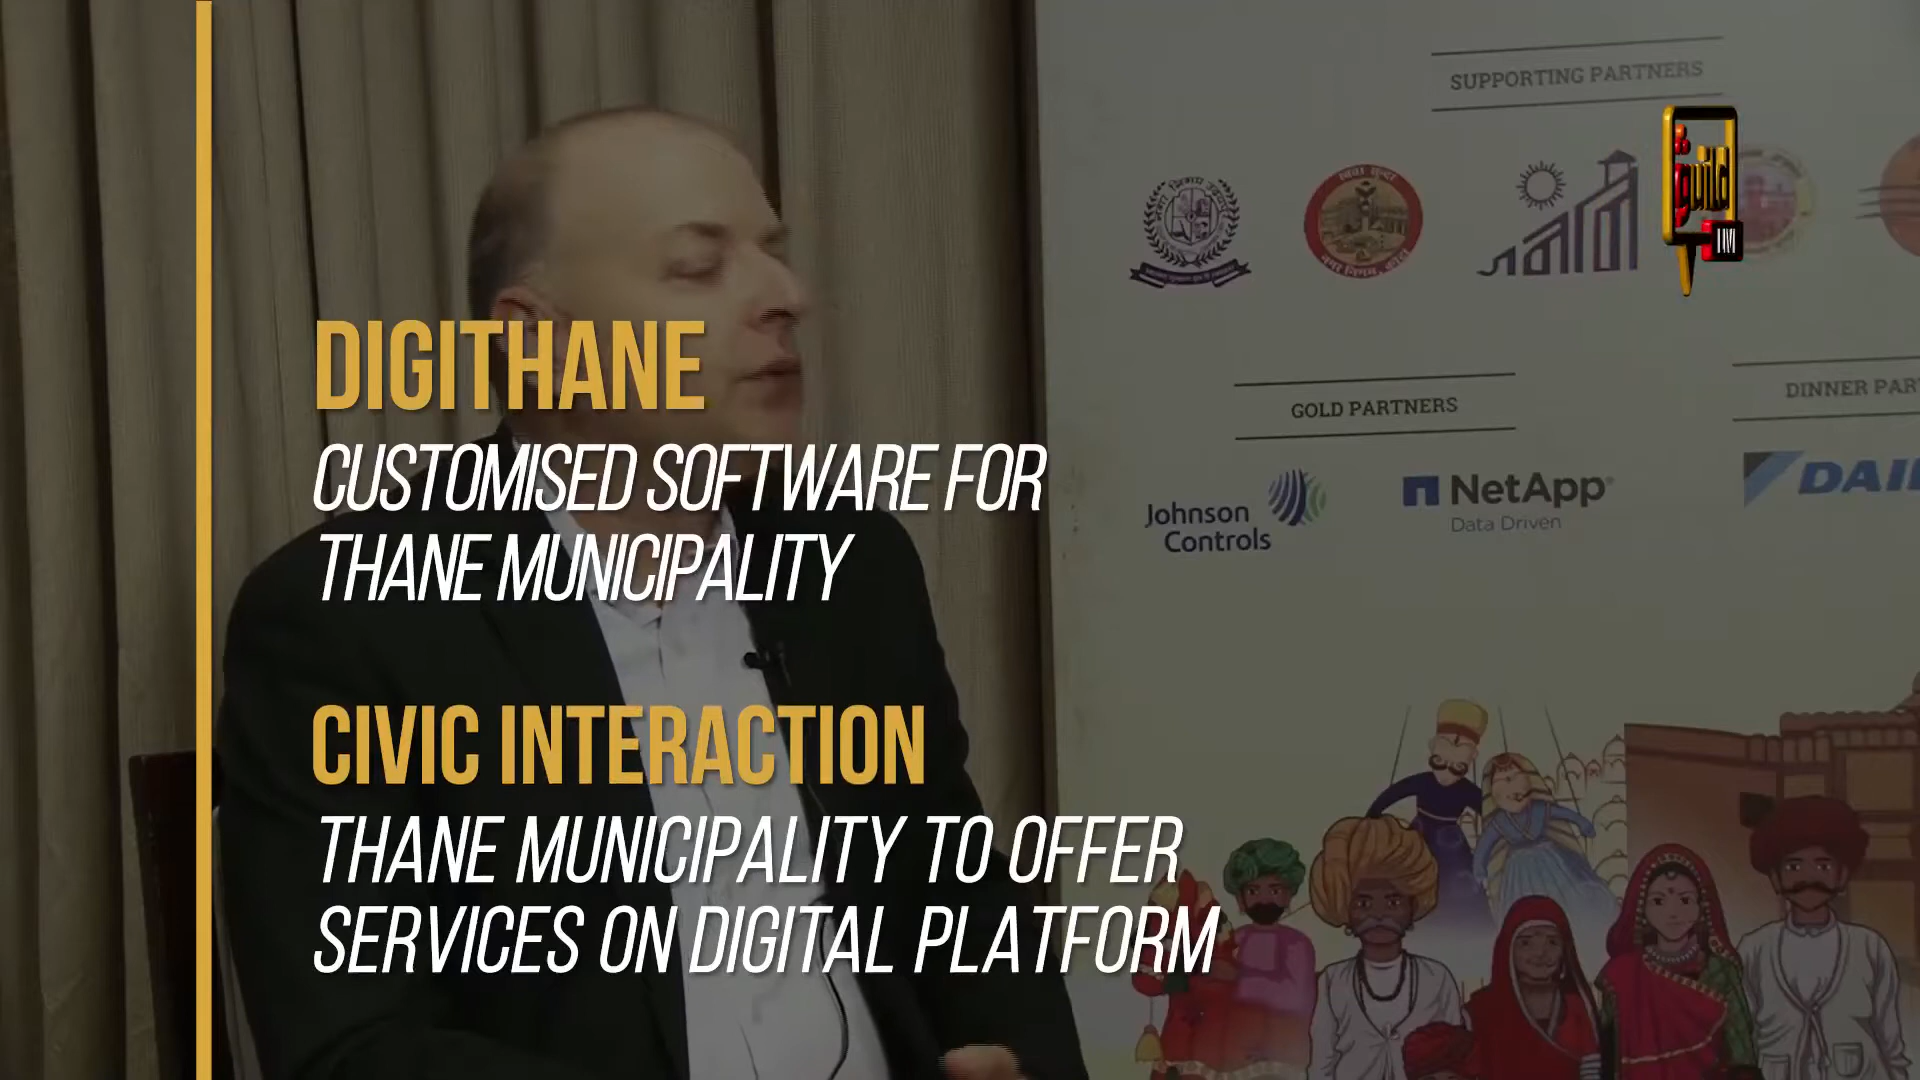 SUPPORTING PARTNERS
guild
DIGITHANE
CUSTOMISED SOFTWARE FOR
THANE MUNICIPALITY
GOLD PARTNERS
Johnson
Controls
NetApp
Data Driven
DINNER PAR
DAI
CIVIC INTERACTION
THANE MUNICIPALITY TO OFFER
SERVICES ON DIGITAL PLATFORM